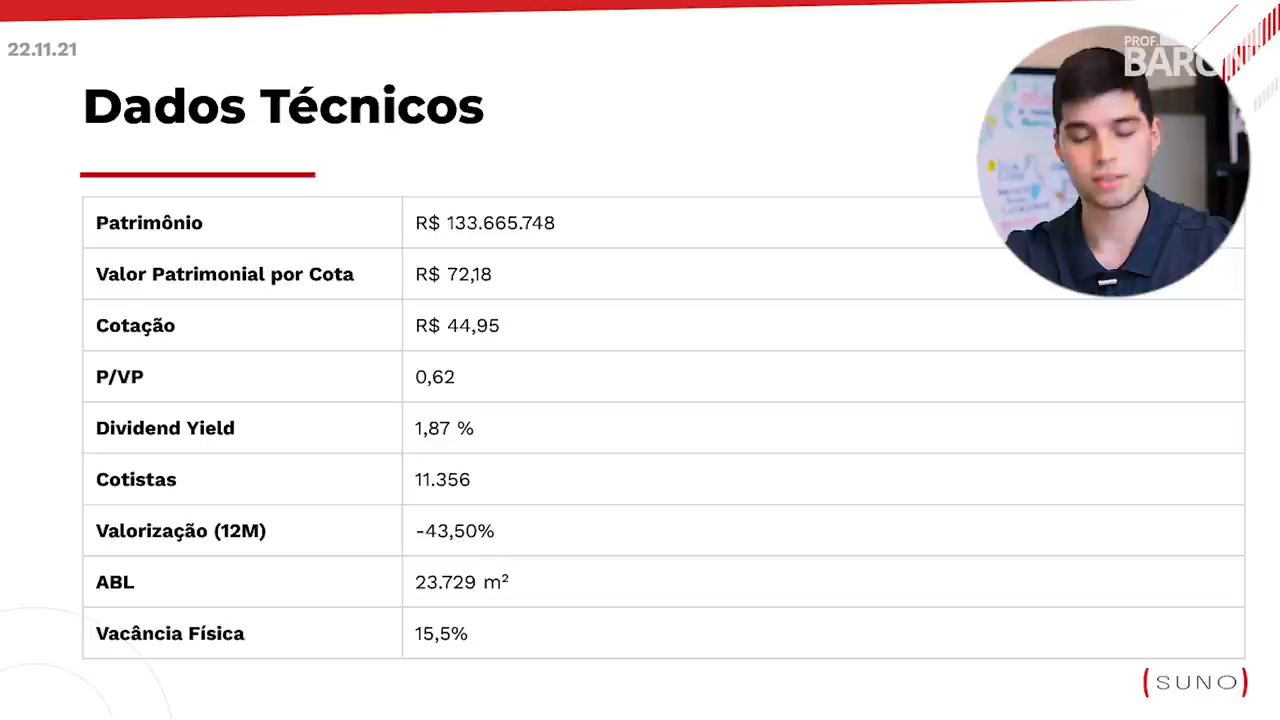 22.11.21
PROF.
BARONI
Dados Técnicos
Patrimônio R$ 133.665.748
Valor Patrimonial por Cota R$ 72,18
Cotação R$ 44,95
P/VP 0,62
Dividend Yield 1,87 %
Cotistas 11.356
Valorização (12M) -43,50%
ABL 23.729 m²
Vacância Física 15,5%
(SUNO)